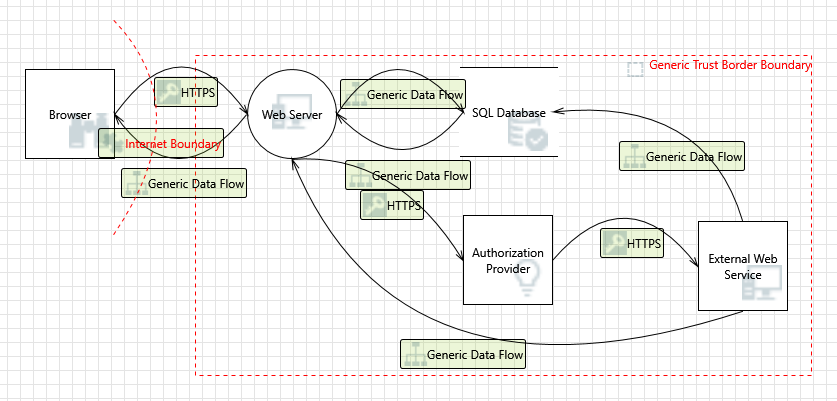 Generic Trust Border Boundary
HTTPS
Generic Data Flow
Browser
Web Server
SQL Database
Internet Boundary
Generic Data Flow
Generic Data Flow
Generic Data Flow
HTTPS
HTTPS
Authorization
Provider
External Web
Service
Generic Data Flow